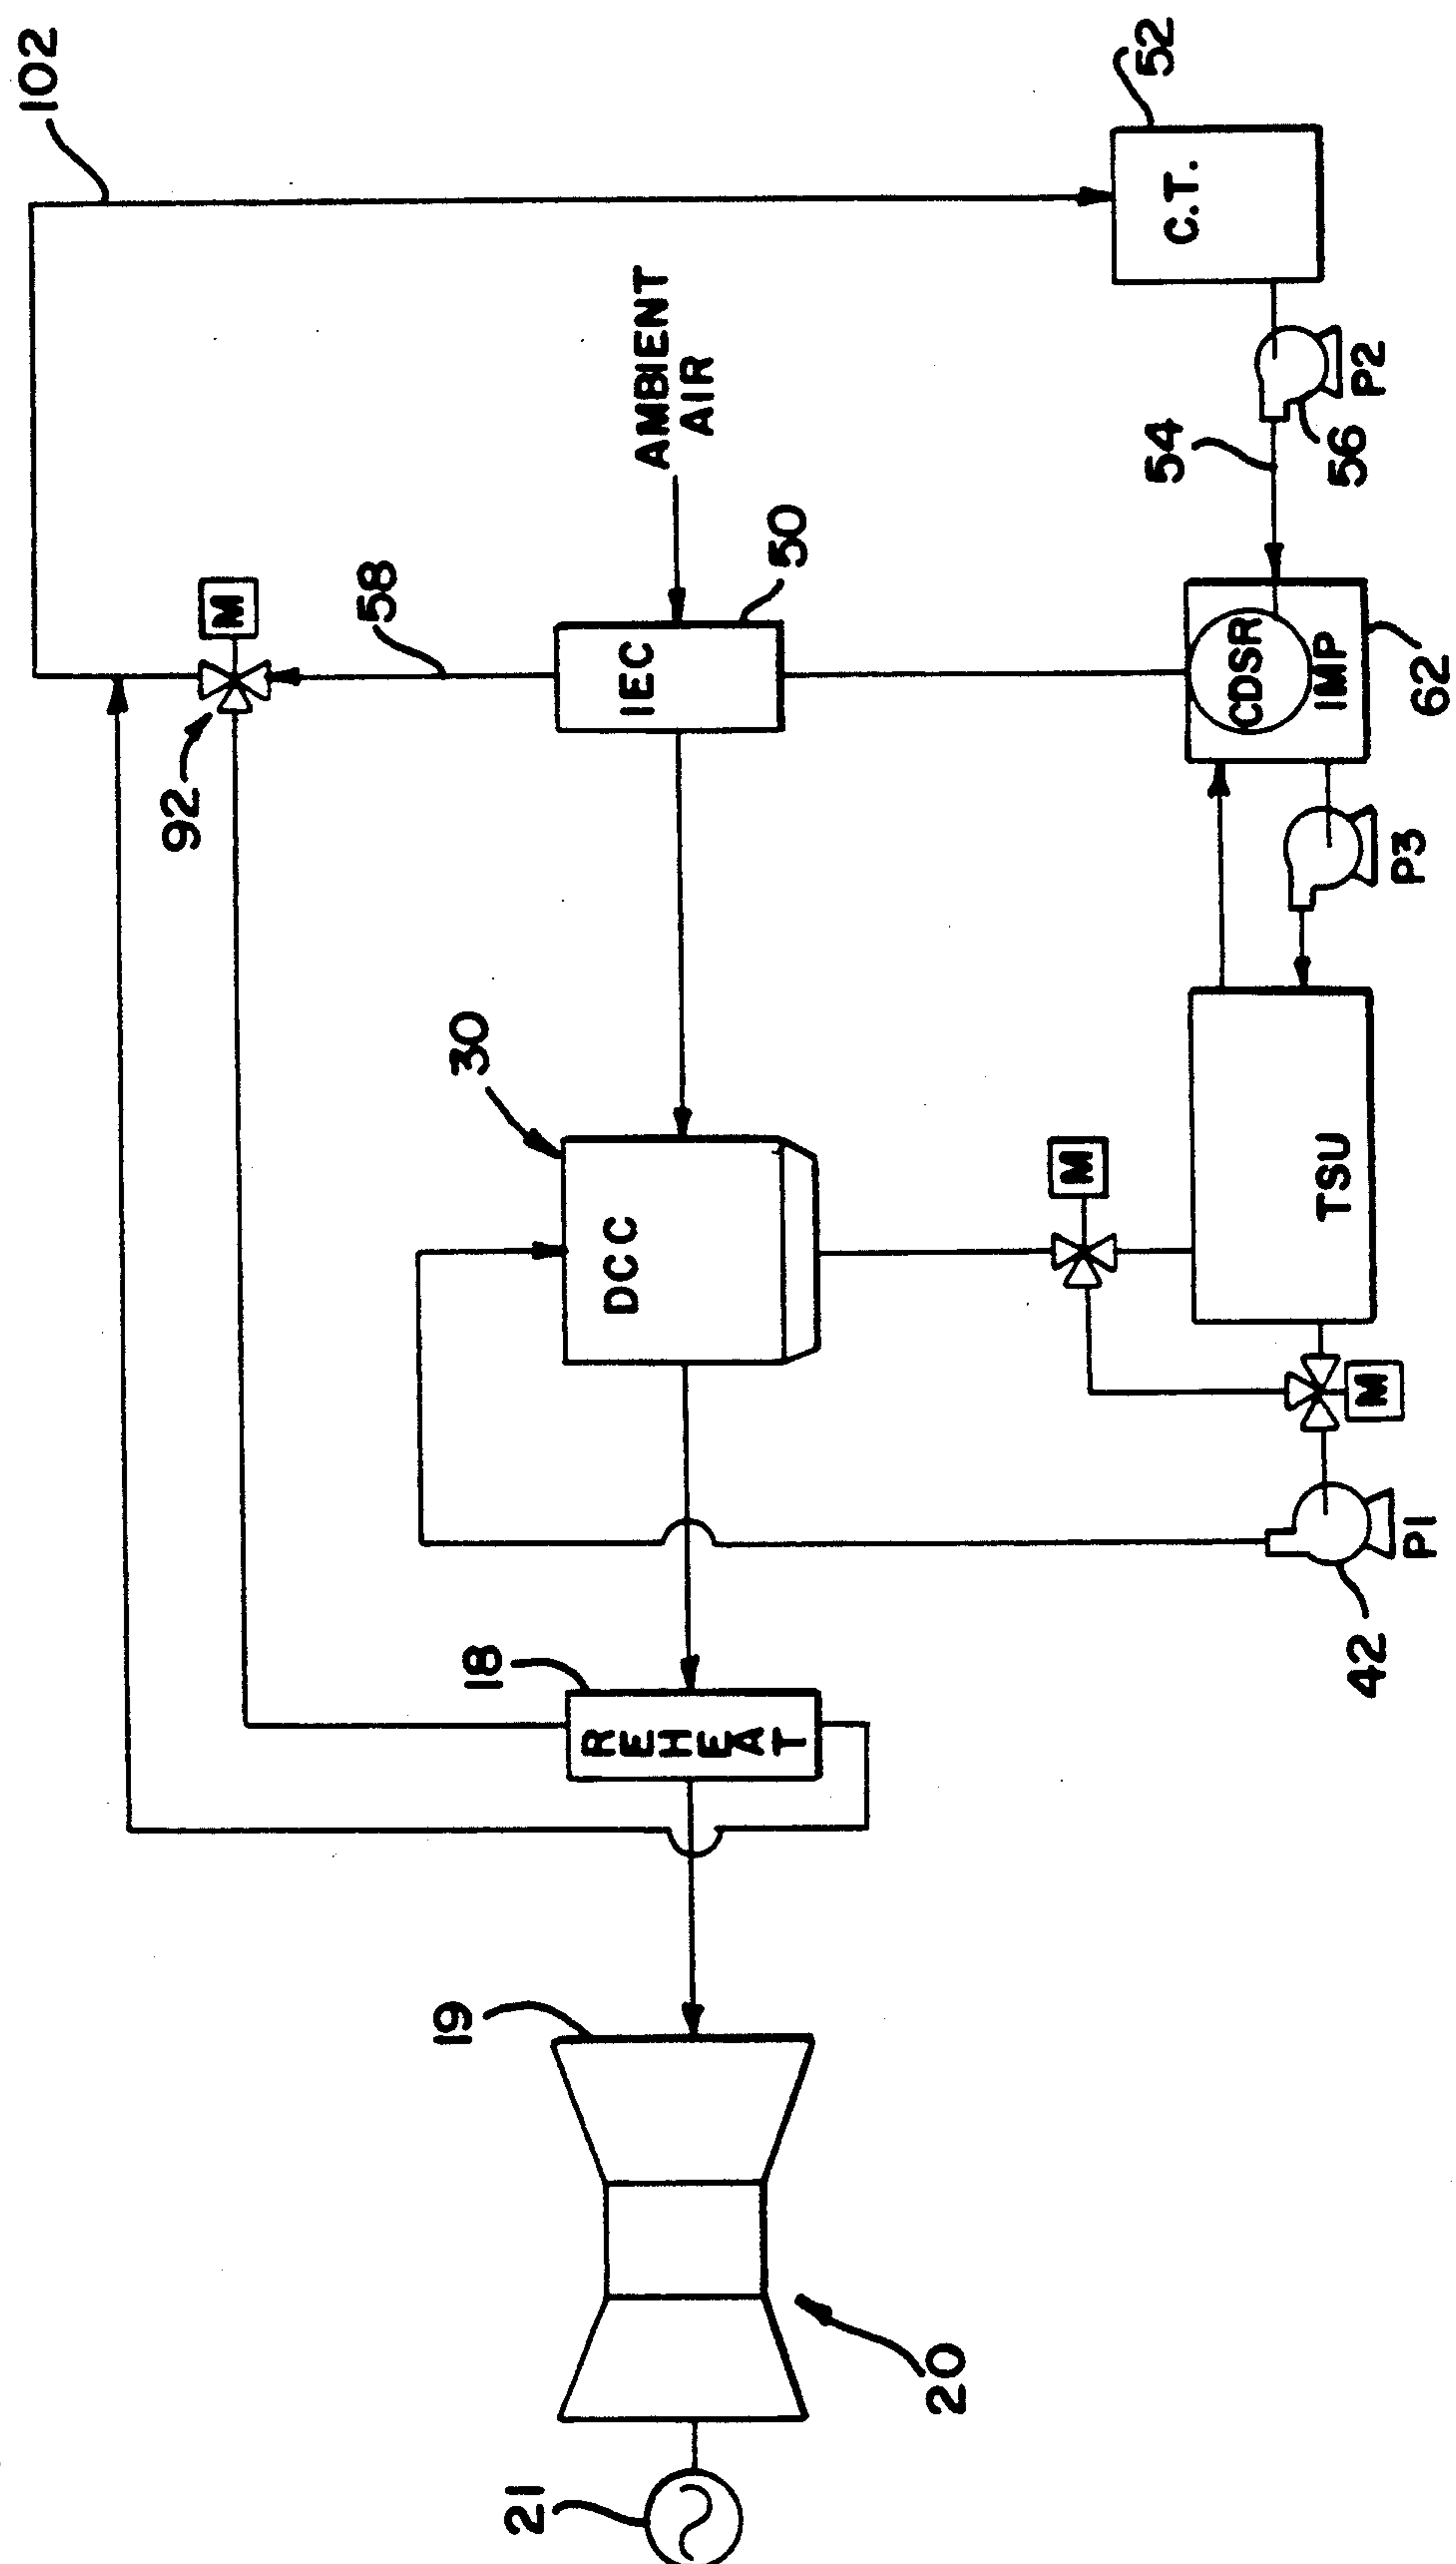 102
92
M
58
19
18
30
21
REHEAT
DCC
IEC
AMBIENT
AIR
50
20
M
54
52
C.T.
CDSR
IMP
TSU
M
42
56
P2
P1
P3
62